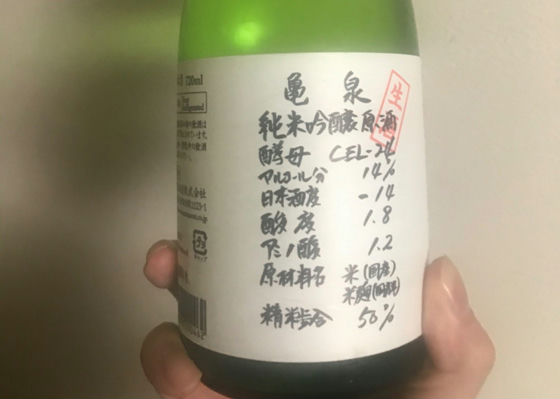 亀泉
生
純米吟醸原酒
酵母 CEL-24
アルコール分 14%
日本酒度 -14
酸度 1.8
アミノ酸 1.2
原材料名 米(国産)
米麹(国産米)
精米歩合 50%
720ml